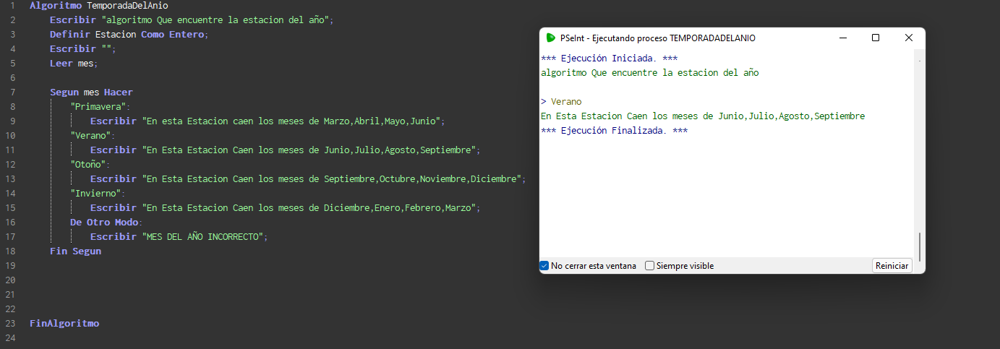 1 Algoritmo TemporadaDelAnio
2 Escribir "algoritmo Que encuentre la estacion del año";
3 Definir Estacion Como Entero;
4 Escribir "";
5 Leer mes;
6
7 Segun mes Hacer
8 "Primavera":
9 Escribir "En esta Estacion caen los meses de Marzo,Abril,Mayo,Junio";
10 "Verano":
11 Escribir "En Esta Estacion Caen los meses de Junio,Julio,Agosto,Septiembre";
12 "Otoño":
13 Escribir "En Esta Estacion Caen los meses de Septiembre,Octubre,Noviembre,Diciembre";
14 "Invierno":
15 Escribir "En Esta Estacion Caen los meses de Diciembre,Enero,Febrero,Marzo";
16 De Otro Modo:
17 Escribir "MES DEL AÑO INCORRECTO";
18 Fin Segun
19
20
21
22
23 FinAlgoritmo
24
PSeInt - Ejecutando proceso TEMPORADADELANIO
*** Ejecución Iniciada. ***
algoritmo Que encuentre la estacion del año
> Verano
En Esta Estacion Caen los meses de Junio,Julio,Agosto,Septiembre
*** Ejecución Finalizada. ***
No cerrar esta ventana Siempre visible Reiniciar